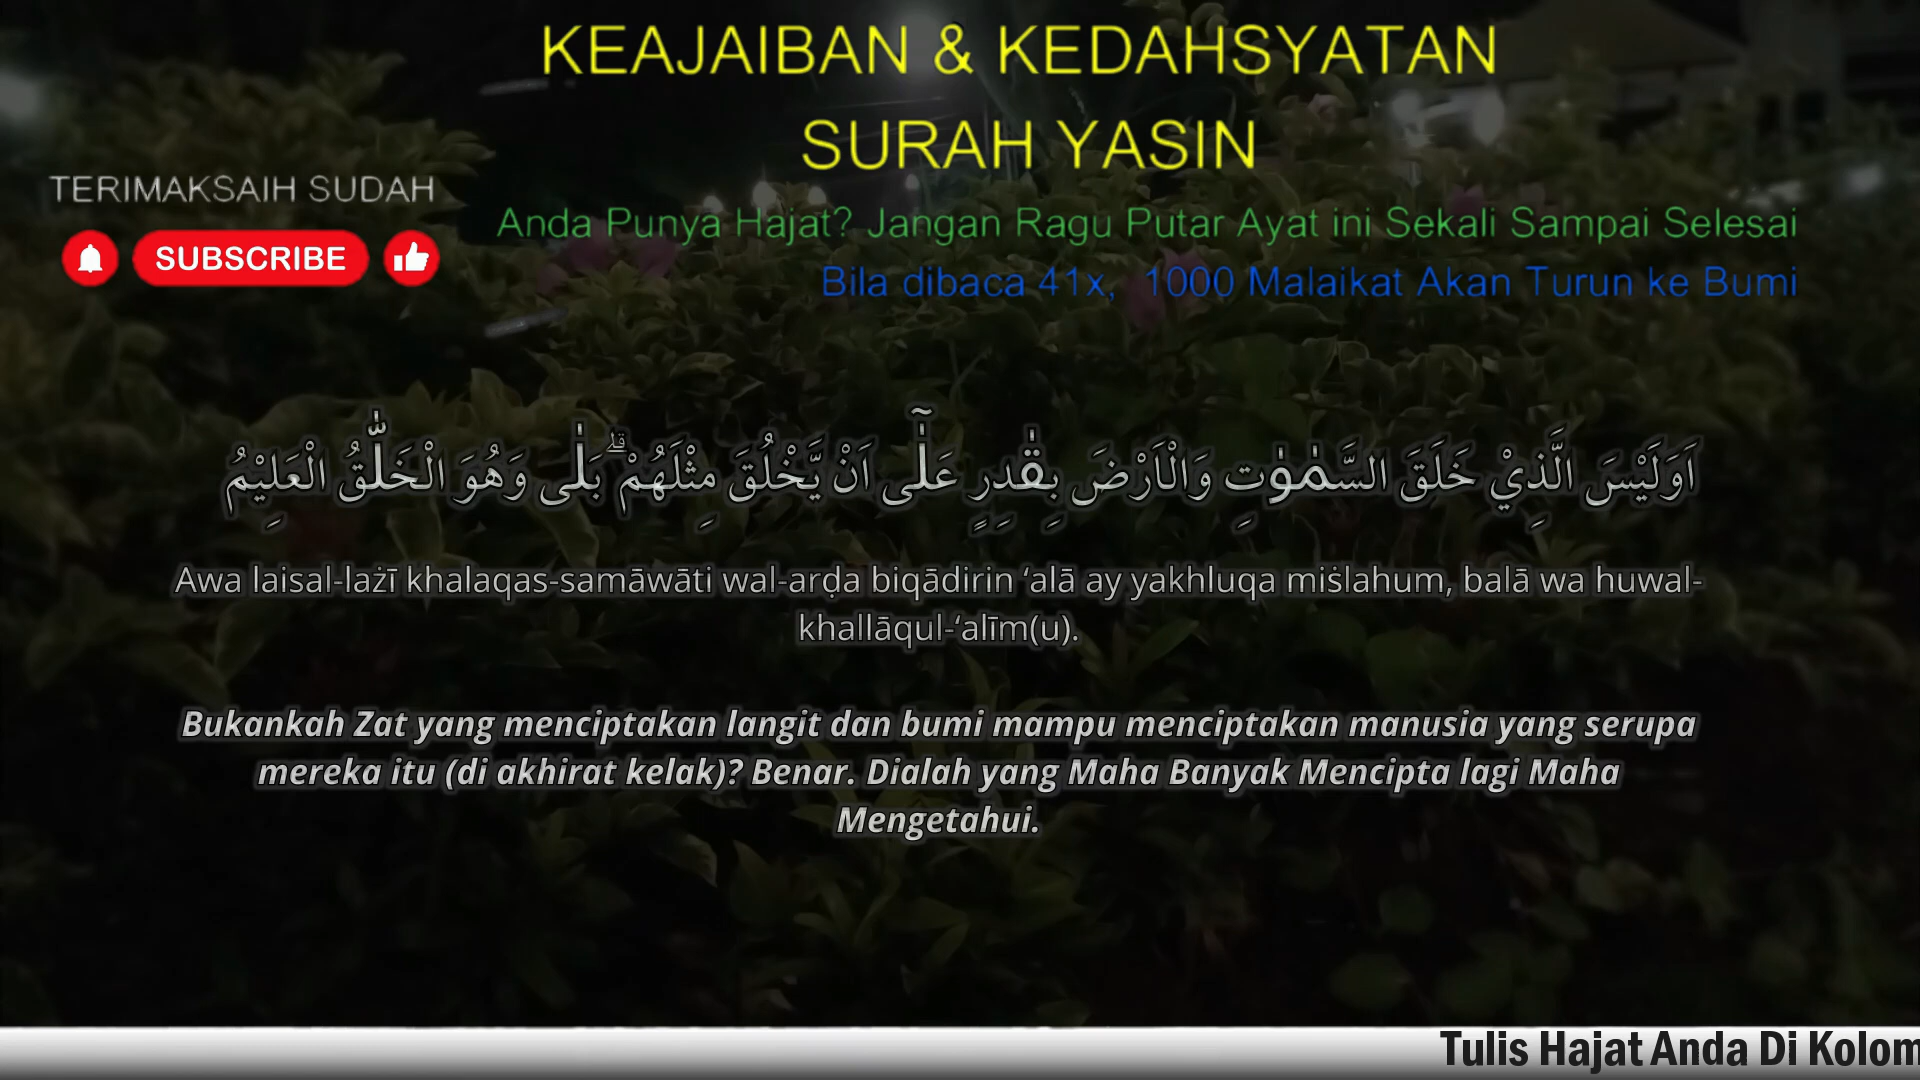 KEAJAIBAN & KEDAHSYATAN
SURAH YASIN
TERIMAKSAIH SUDAH
SUBSCRIBE
Anda Punya Hajat? Jangan Ragu Putar Ayat ini Sekali Sampai Selesai
Bila dibaca 41x, 1000 Malaikat Akan Turun ke Bumi
اَوَلَيْسَ الَّذِيْ خَلَقَ السَّمٰوٰتِ وَالْاَرْضَ بِقٰدِرٍ عَلٰٓى اَنْ يَّخْلُقَ مِثْلَهُمْ ۗبَلٰى وَهُوَ الْخَلّٰقُ الْعَلِيْمُ
Awa laisal-lażī khalaqas-samāwāti wal-arḍa biqādirin ‘alā ay yakhluqa miṡlahum, balā wa huwal-
khallāqul-‘alīm(u).
Bukankah Zat yang menciptakan langit dan bumi mampu menciptakan manusia yang serupa
mereka itu (di akhirat kelak)? Benar. Dialah yang Maha Banyak Mencipta lagi Maha
Mengetahui.
Tulis Hajat Anda Di Kolom